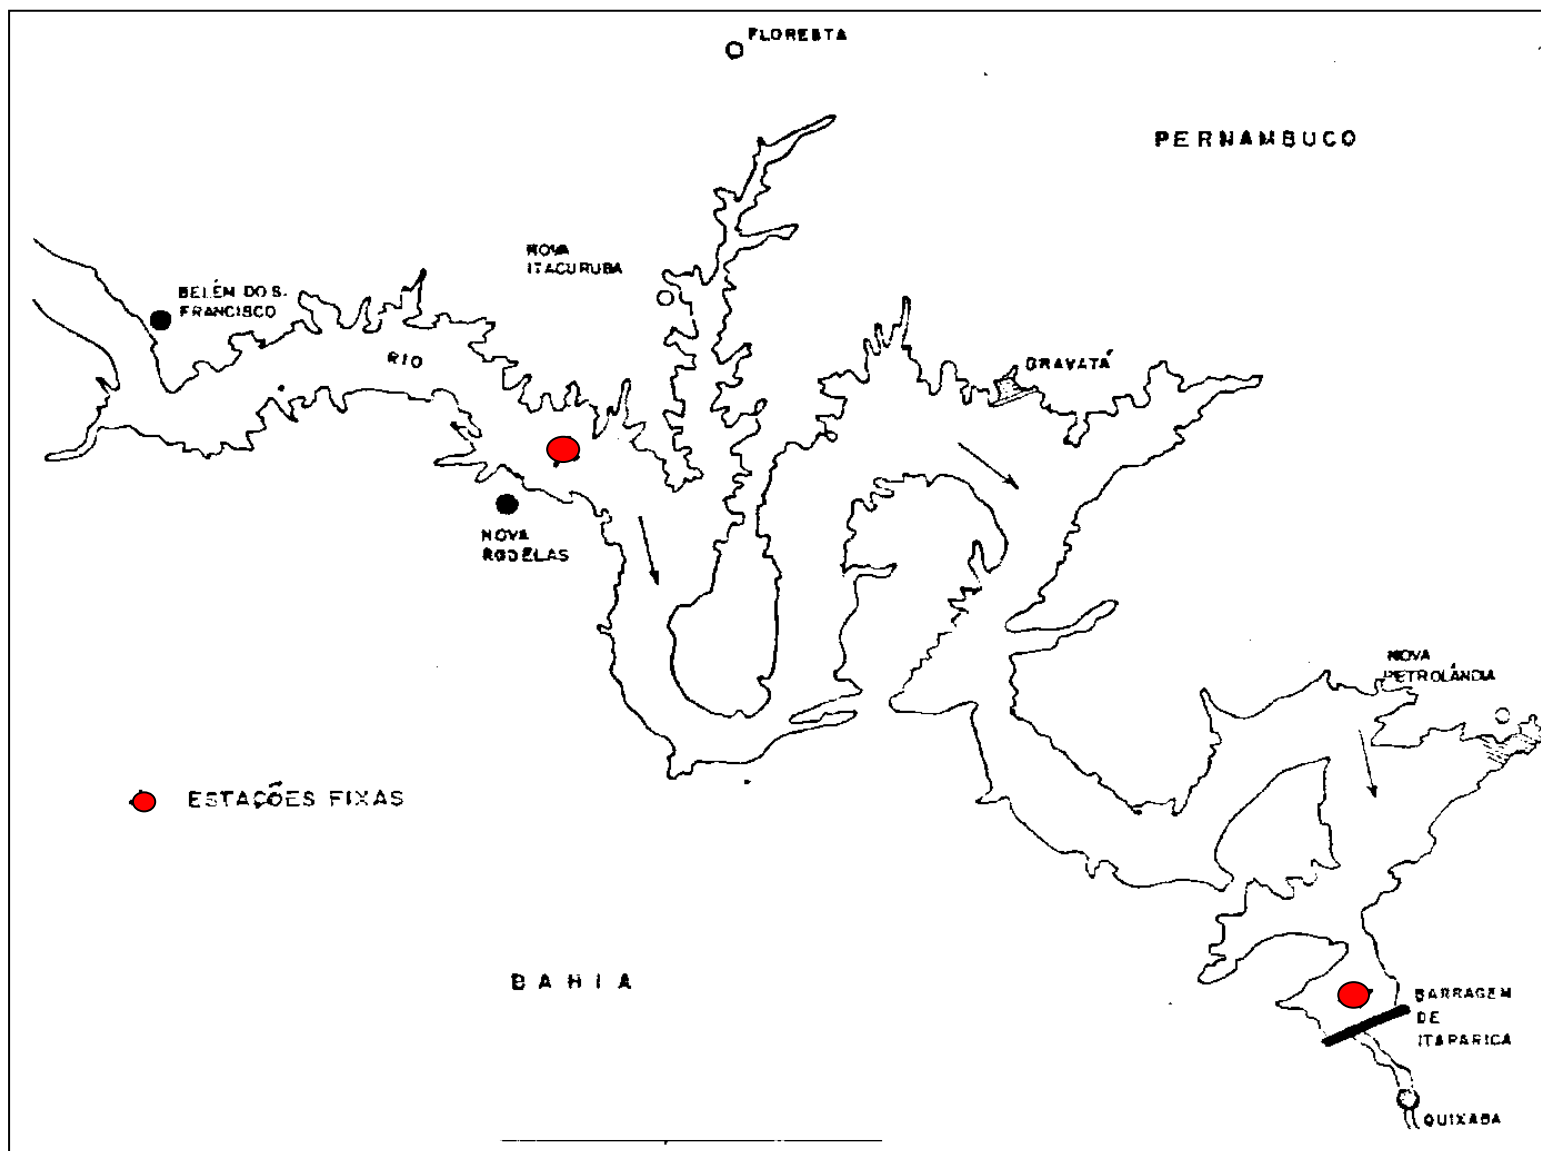 FLORESTA
PERNAMBUCO
NOVA
ITACURUBA
BELÉM DO S.
FRANCISCO
RIO
GRAVATÁ
NOVA
RODELAS
NOVA
PETROLÂNDIA
ESTAÇÕES FIXAS
BAHIA
BARRAGEM
DE
ITAPARICA
QUIXABA